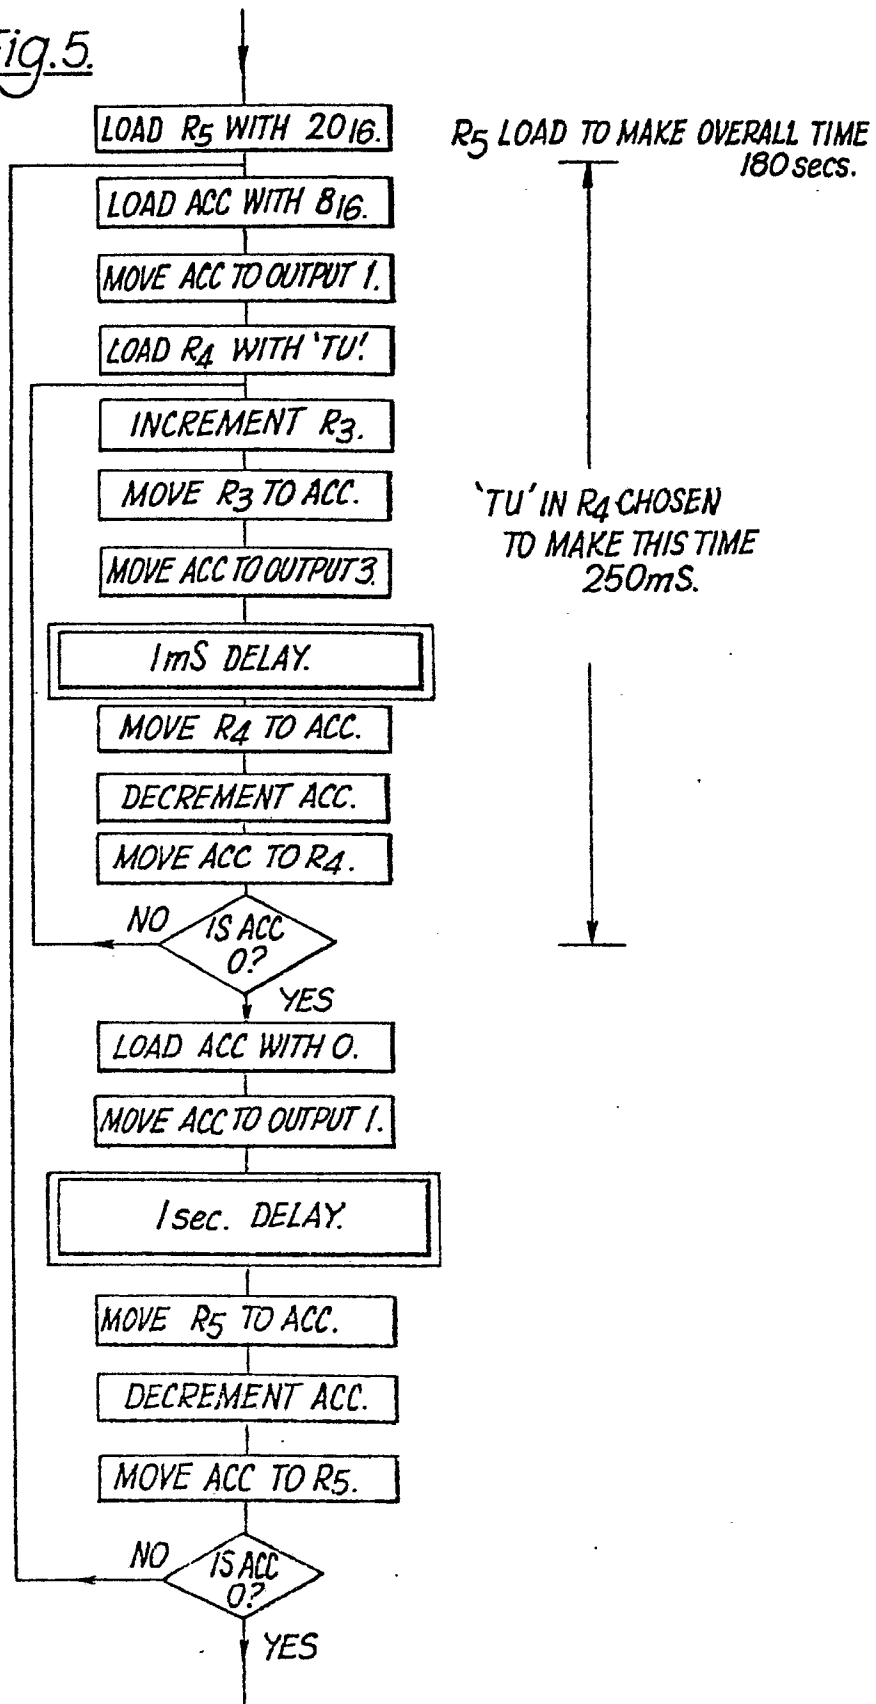 Fig.5.
LOAD R5 WITH 2016.
R5 LOAD TO MAKE OVERALL TIME
180 secs.
LOAD ACC WITH 816.
MOVE ACC TO OUTPUT 1.
LOAD R4 WITH 'TU'.
INCREMENT R3.
MOVE R3 TO ACC.
'TU' IN R4 CHOSEN
TO MAKE THIS TIME
250mS.
MOVE ACC TO OUTPUT 3.
1mS DELAY.
MOVE R4 TO ACC.
DECREMENT ACC.
MOVE ACC TO R4.
NO
IS ACC
0?
YES
LOAD ACC WITH 0.
MOVE ACC TO OUTPUT 1.
1sec. DELAY.
MOVE R5 TO ACC.
DECREMENT ACC.
MOVE ACC TO R5.
NO
IS ACC
0?
YES